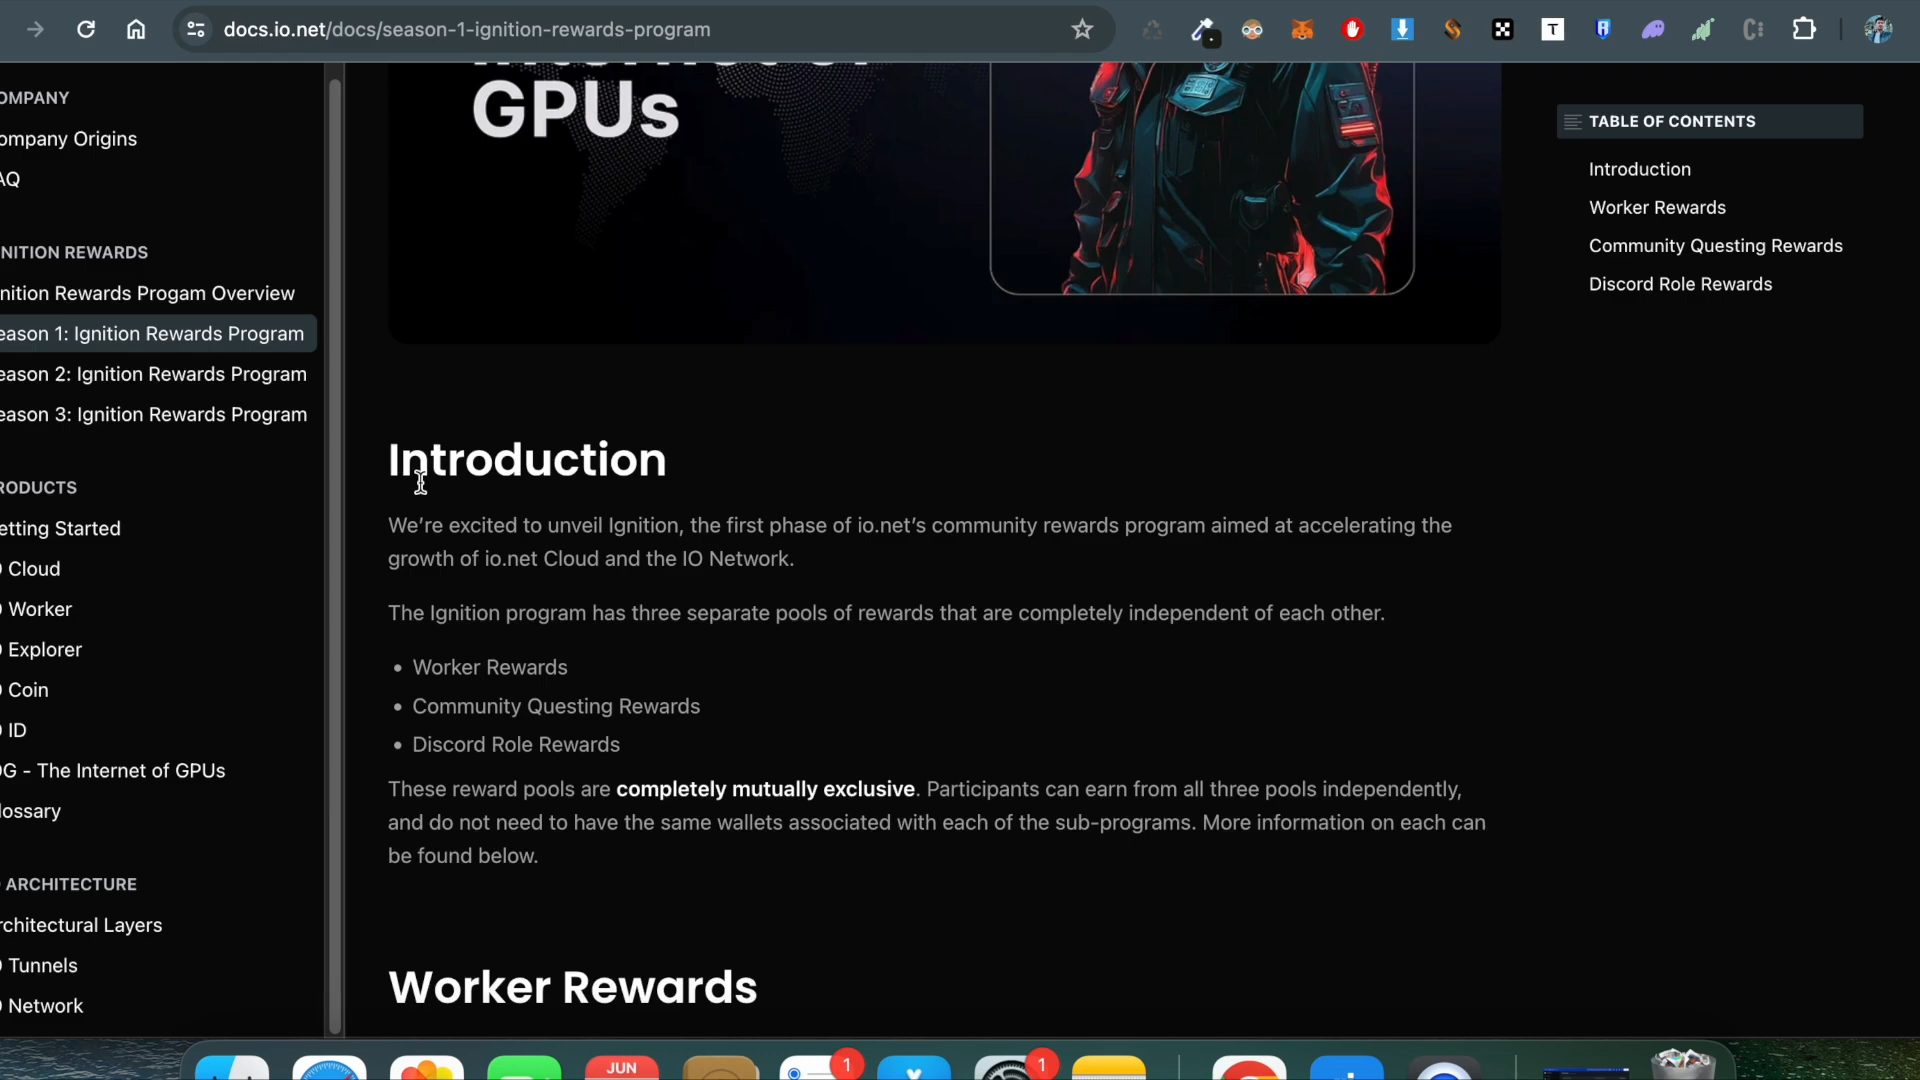 docs.io.net/docs/season-1-ignition-rewards-program
T
OMPANY
ompany Origins
AQ
NITION REWARDS
nition Rewards Progam Overview
eason 1: Ignition Rewards Program
eason 2: Ignition Rewards Program
eason 3: Ignition Rewards Program
RODUCTS
etting Started
O Cloud
O Worker
O Explorer
O Coin
O ID
OG - The Internet of GPUs
lossary
O ARCHITECTURE
rchitectural Layers
O Tunnels
O Network
Internet of
GPUs
Introduction
We’re excited to unveil Ignition, the first phase of io.net’s community rewards program aimed at accelerating the
growth of io.net Cloud and the IO Network.
The Ignition program has three separate pools of rewards that are completely independent of each other.
• Worker Rewards
• Community Questing Rewards
• Discord Role Rewards
These reward pools are completely mutually exclusive. Participants can earn from all three pools independently,
and do not need to have the same wallets associated with each of the sub-programs. More information on each can
be found below.
Worker Rewards
TABLE OF CONTENTS
Introduction
Worker Rewards
Community Questing Rewards
Discord Role Rewards
JUN
1
1